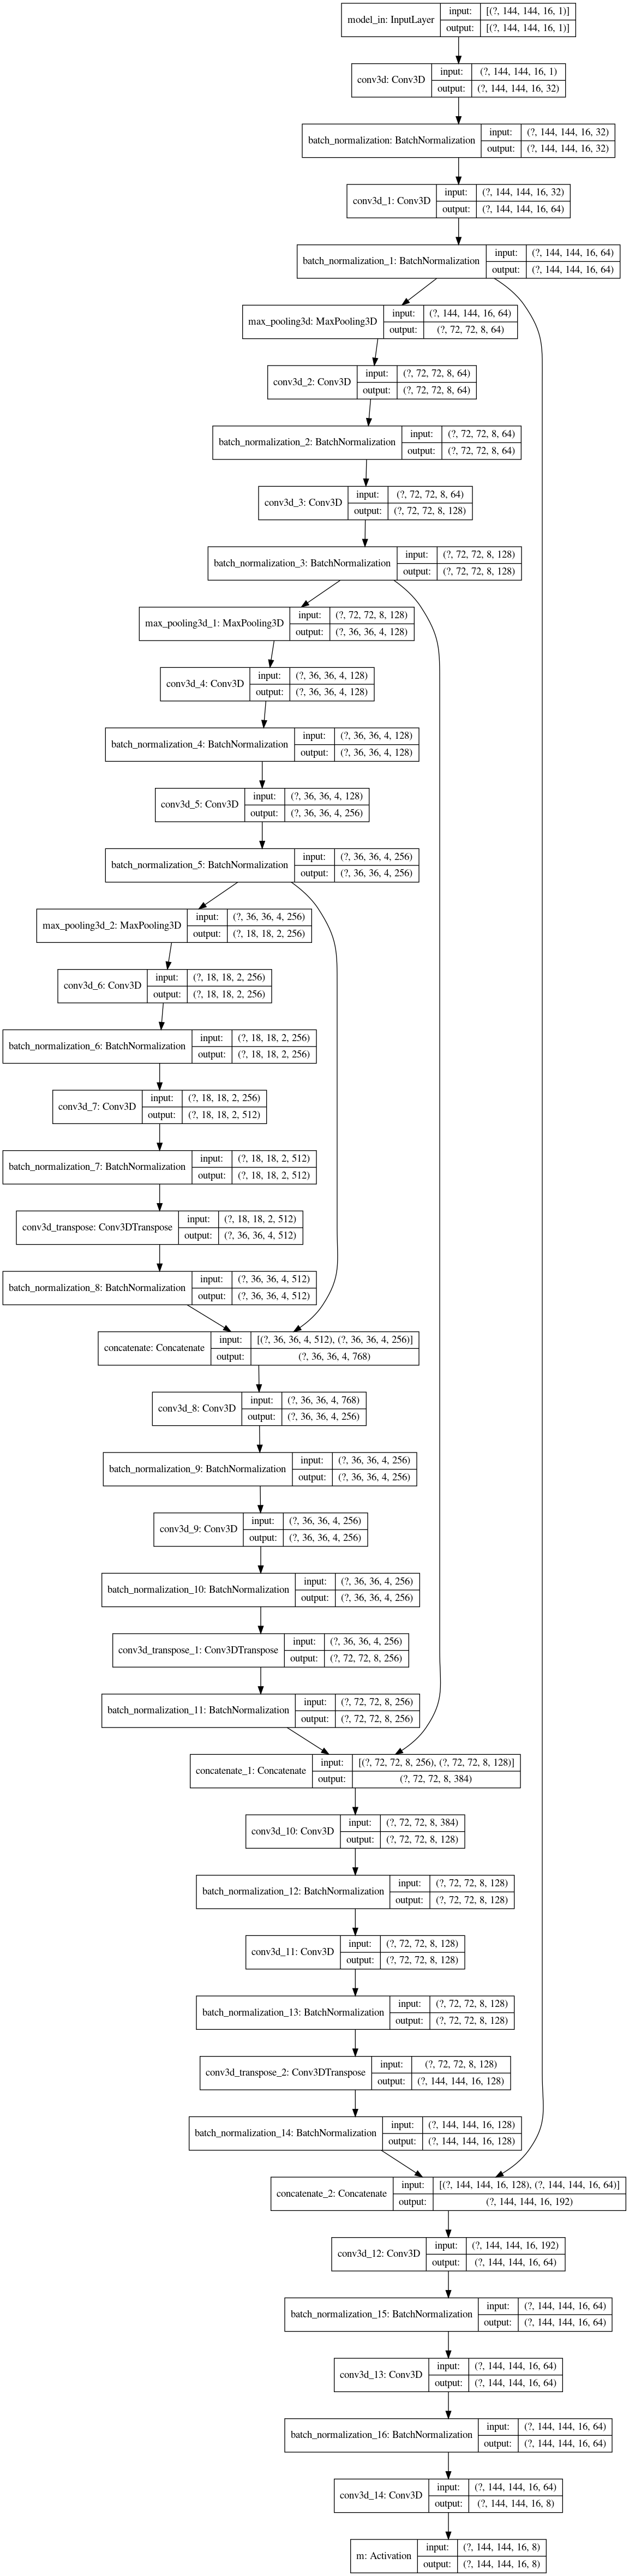 model_in: InputLayer
input: [(?, 144, 144, 16, 1)]
output: [(?, 144, 144, 16, 1)]
conv3d: Conv3D
input: (?, 144, 144, 16, 1)
output: (?, 144, 144, 16, 32)
batch_normalization: BatchNormalization
input: (?, 144, 144, 16, 32)
output: (?, 144, 144, 16, 32)
conv3d_1: Conv3D
input: (?, 144, 144, 16, 32)
output: (?, 144, 144, 16, 64)
batch_normalization_1: BatchNormalization
input: (?, 144, 144, 16, 64)
output: (?, 144, 144, 16, 64)
max_pooling3d: MaxPooling3D
input: (?, 144, 144, 16, 64)
output: (?, 72, 72, 8, 64)
conv3d_2: Conv3D
input: (?, 72, 72, 8, 64)
output: (?, 72, 72, 8, 64)
batch_normalization_2: BatchNormalization
input: (?, 72, 72, 8, 64)
output: (?, 72, 72, 8, 64)
conv3d_3: Conv3D
input: (?, 72, 72, 8, 64)
output: (?, 72, 72, 8, 128)
batch_normalization_3: BatchNormalization
input: (?, 72, 72, 8, 128)
output: (?, 72, 72, 8, 128)
max_pooling3d_1: MaxPooling3D
input: (?, 72, 72, 8, 128)
output: (?, 36, 36, 4, 128)
conv3d_4: Conv3D
input: (?, 36, 36, 4, 128)
output: (?, 36, 36, 4, 128)
batch_normalization_4: BatchNormalization
input: (?, 36, 36, 4, 128)
output: (?, 36, 36, 4, 128)
conv3d_5: Conv3D
input: (?, 36, 36, 4, 128)
output: (?, 36, 36, 4, 256)
batch_normalization_5: BatchNormalization
input: (?, 36, 36, 4, 256)
output: (?, 36, 36, 4, 256)
max_pooling3d_2: MaxPooling3D
input: (?, 36, 36, 4, 256)
output: (?, 18, 18, 2, 256)
conv3d_6: Conv3D
input: (?, 18, 18, 2, 256)
output: (?, 18, 18, 2, 256)
batch_normalization_6: BatchNormalization
input: (?, 18, 18, 2, 256)
output: (?, 18, 18, 2, 256)
conv3d_7: Conv3D
input: (?, 18, 18, 2, 256)
output: (?, 18, 18, 2, 512)
batch_normalization_7: BatchNormalization
input: (?, 18, 18, 2, 512)
output: (?, 18, 18, 2, 512)
conv3d_transpose: Conv3DTranspose
input: (?, 18, 18, 2, 512)
output: (?, 36, 36, 4, 512)
batch_normalization_8: BatchNormalization
input: (?, 36, 36, 4, 512)
output: (?, 36, 36, 4, 512)
concatenate: Concatenate
input: [(?, 36, 36, 4, 512), (?, 36, 36, 4, 256)]
output: (?, 36, 36, 4, 768)
conv3d_8: Conv3D
input: (?, 36, 36, 4, 768)
output: (?, 36, 36, 4, 256)
batch_normalization_9: BatchNormalization
input: (?, 36, 36, 4, 256)
output: (?, 36, 36, 4, 256)
conv3d_9: Conv3D
input: (?, 36, 36, 4, 256)
output: (?, 36, 36, 4, 256)
batch_normalization_10: BatchNormalization
input: (?, 36, 36, 4, 256)
output: (?, 36, 36, 4, 256)
conv3d_transpose_1: Conv3DTranspose
input: (?, 36, 36, 4, 256)
output: (?, 72, 72, 8, 256)
batch_normalization_11: BatchNormalization
input: (?, 72, 72, 8, 256)
output: (?, 72, 72, 8, 256)
concatenate_1: Concatenate
input: [(?, 72, 72, 8, 256), (?, 72, 72, 8, 128)]
output: (?, 72, 72, 8, 384)
conv3d_10: Conv3D
input: (?, 72, 72, 8, 384)
output: (?, 72, 72, 8, 128)
batch_normalization_12: BatchNormalization
input: (?, 72, 72, 8, 128)
output: (?, 72, 72, 8, 128)
conv3d_11: Conv3D
input: (?, 72, 72, 8, 128)
output: (?, 72, 72, 8, 128)
batch_normalization_13: BatchNormalization
input: (?, 72, 72, 8, 128)
output: (?, 72, 72, 8, 128)
conv3d_transpose_2: Conv3DTranspose
input: (?, 72, 72, 8, 128)
output: (?, 144, 144, 16, 128)
batch_normalization_14: BatchNormalization
input: (?, 144, 144, 16, 128)
output: (?, 144, 144, 16, 128)
concatenate_2: Concatenate
input: [(?, 144, 144, 16, 128), (?, 144, 144, 16, 64)]
output: (?, 144, 144, 16, 192)
conv3d_12: Conv3D
input: (?, 144, 144, 16, 192)
output: (?, 144, 144, 16, 64)
batch_normalization_15: BatchNormalization
input: (?, 144, 144, 16, 64)
output: (?, 144, 144, 16, 64)
conv3d_13: Conv3D
input: (?, 144, 144, 16, 64)
output: (?, 144, 144, 16, 64)
batch_normalization_16: BatchNormalization
input: (?, 144, 144, 16, 64)
output: (?, 144, 144, 16, 64)
conv3d_14: Conv3D
input: (?, 144, 144, 16, 64)
output: (?, 144, 144, 16, 8)
m: Activation
input: (?, 144, 144, 16, 8)
output: (?, 144, 144, 16, 8)